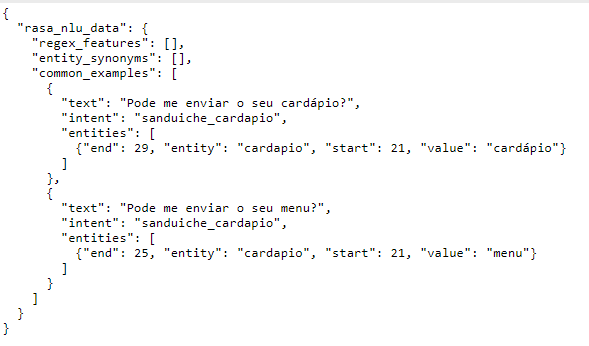 {
  "rasa_nlu_data": {
    "regex_features": [],
    "entity_synonyms": [],
    "common_examples": [
      {
        "text": "Pode me enviar o seu cardápio?",
        "intent": "sanduiche_cardapio",
        "entities": [
          {"end": 29, "entity": "cardapio", "start": 21, "value": "cardápio"}
        ]
      },
      {
        "text": "Pode me enviar o seu menu?",
        "intent": "sanduiche_cardapio",
        "entities": [
          {"end": 25, "entity": "cardapio", "start": 21, "value": "menu"}
        ]
      }
    ]
  }
}